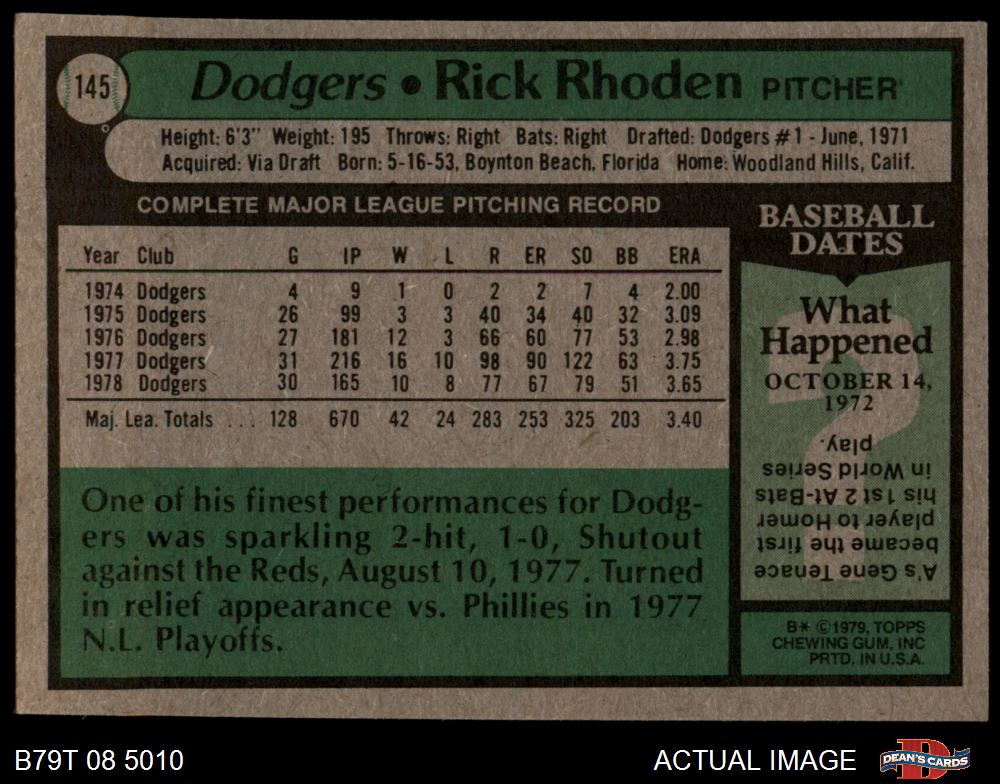 145
Dodgers • Rick Rhoden PITCHER
Height: 6'3" Weight: 195 Throws: Right Bats: Right Drafted: Dodgers #1 - June, 1971
Acquired: Via Draft Born: 5-16-53, Boynton Beach, Florida Home: Woodland Hills, Calif.
COMPLETE MAJOR LEAGUE PITCHING RECORD
Year Club G IP W L R ER SO BB ERA
1974 Dodgers 4 9 1 0 2 2 7 4 2.00
1975 Dodgers 26 99 3 3 40 34 40 32 3.09
1976 Dodgers 27 181 12 3 66 60 77 53 2.98
1977 Dodgers 31 216 16 10 98 90 122 63 3.75
1978 Dodgers 30 165 10 8 77 67 79 51 3.65
Maj. Lea. Totals . . . 128 670 42 24 283 253 325 203 3.40
One of his finest performances for Dodg-
ers was sparkling 2-hit, 1-0, Shutout
against the Reds, August 10, 1977. Turned
in relief appearance vs. Phillies in 1977
N.L. Playoffs.
BASEBALL
DATES
What
Happened
OCTOBER 14,
1972
A's Gene Tenace
became the first
player to Homer
his 1st 2 At-Bats
in World Series
play.
B* ©1979, TOPPS
CHEWING GUM, INC
PRTD. IN U.S.A.
B79T 08 5010
ACTUAL IMAGE
DEAN'S CARDS